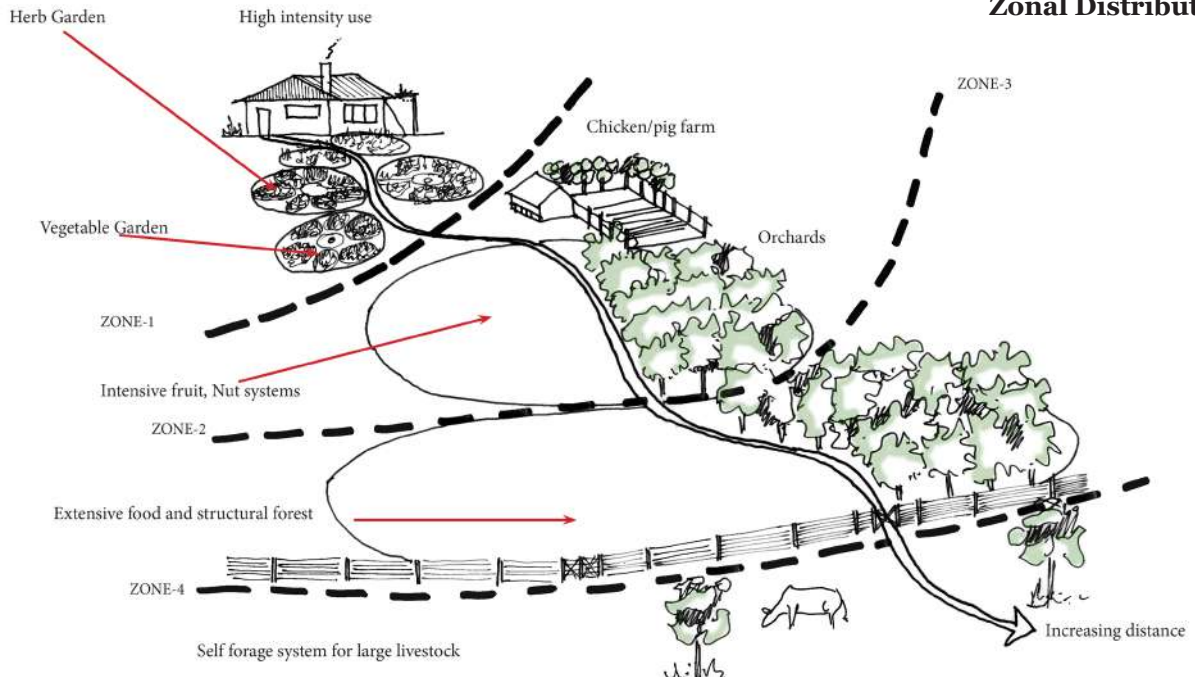 Herb Garden
High intensity use
ZONE-3
Chicken/pig farm
Vegetable Garden
Orchards
ZONE-1
Intensive fruit, Nut systems
ZONE-2
Extensive food and structural forest
ZONE-4
Increasing distance
Self forage system for large livestock